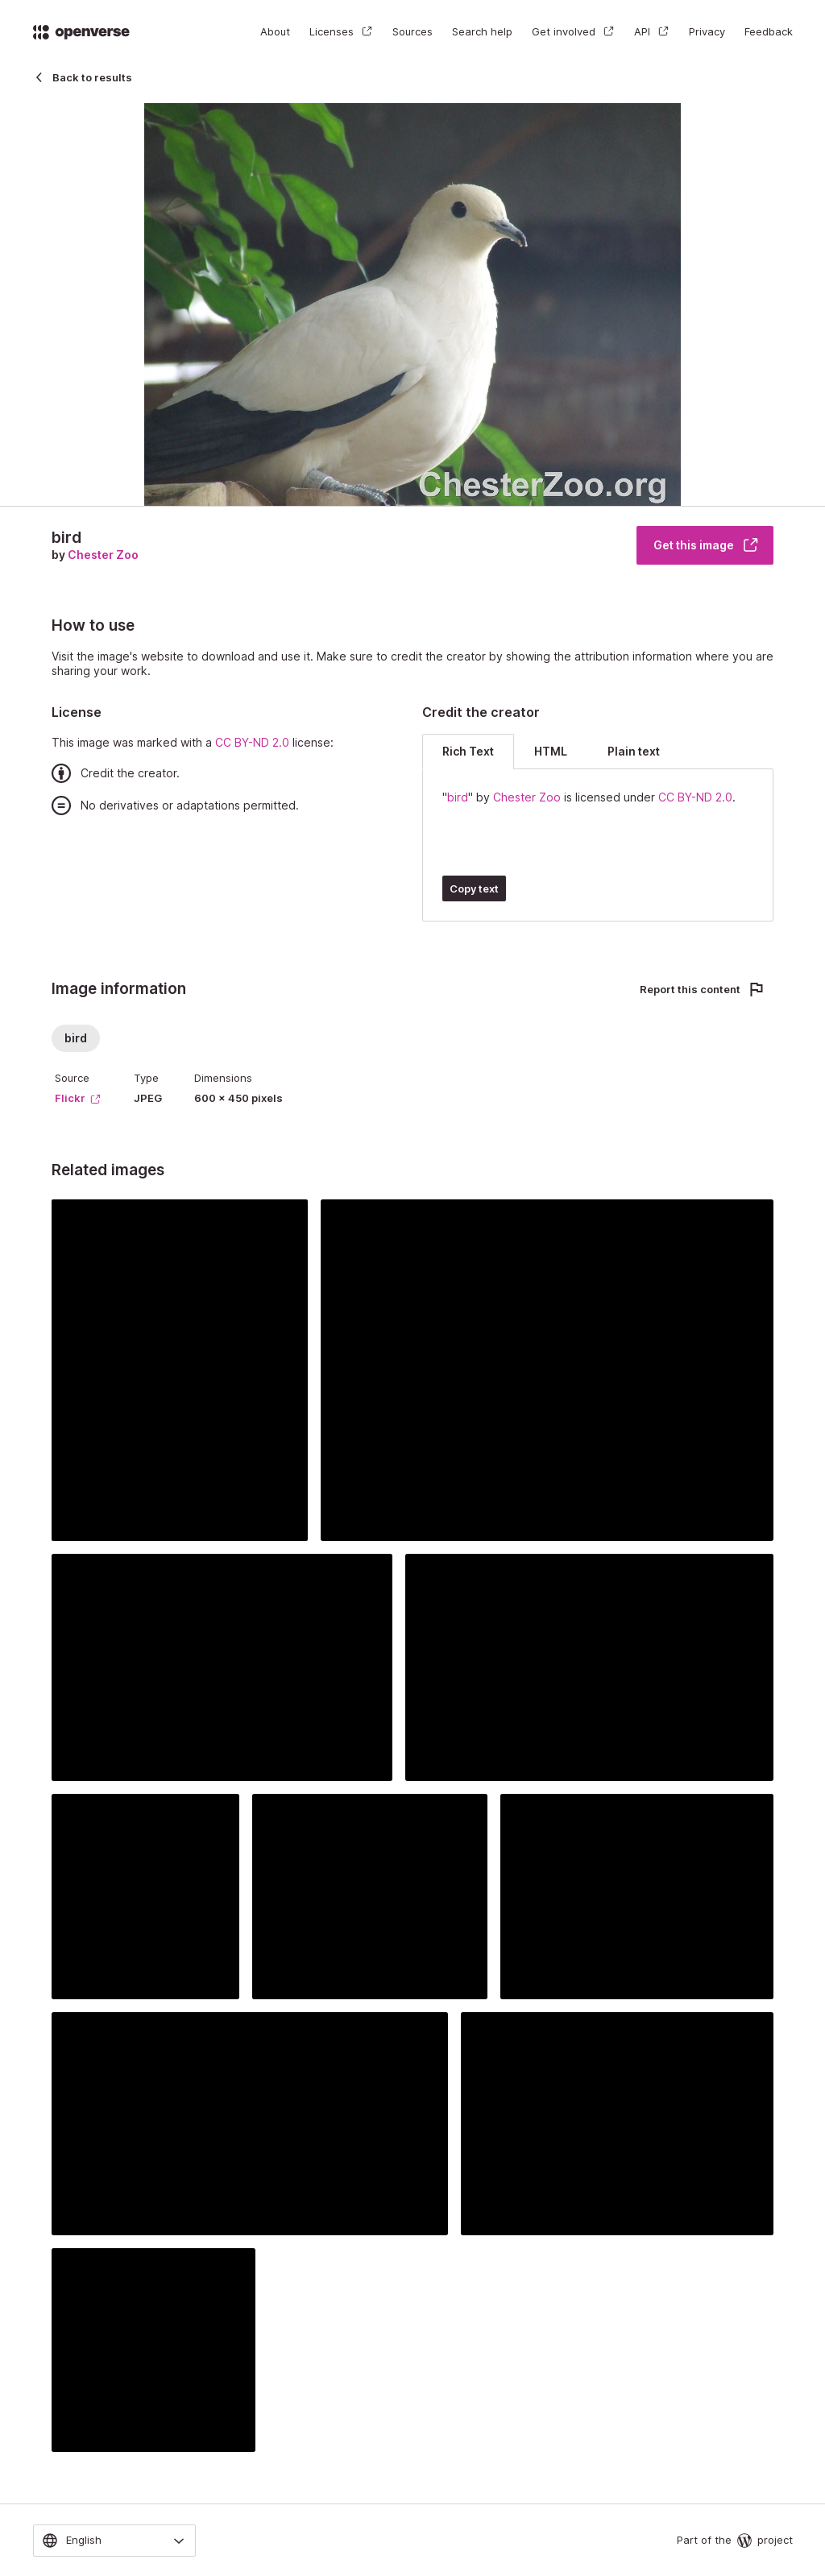 openverse
About Licenses Sources Search help Get involved API Privacy Feedback
Back to results
ChesterZoo.org
bird
by Chester Zoo
Get this image
How to use
Visit the image's website to download and use it. Make sure to credit the creator by showing the attribution information where you are
sharing your work.
License
This image was marked with a CC BY-ND 2.0 license:
Credit the creator.
No derivatives or adaptations permitted.
Credit the creator
Rich Text HTML Plain text
"bird" by Chester Zoo is licensed under CC BY-ND 2.0.
Copy text
Image information
Report this content
bird
Source Type Dimensions
Flickr JPEG 600 × 450 pixels
Related images
English
Part of the project